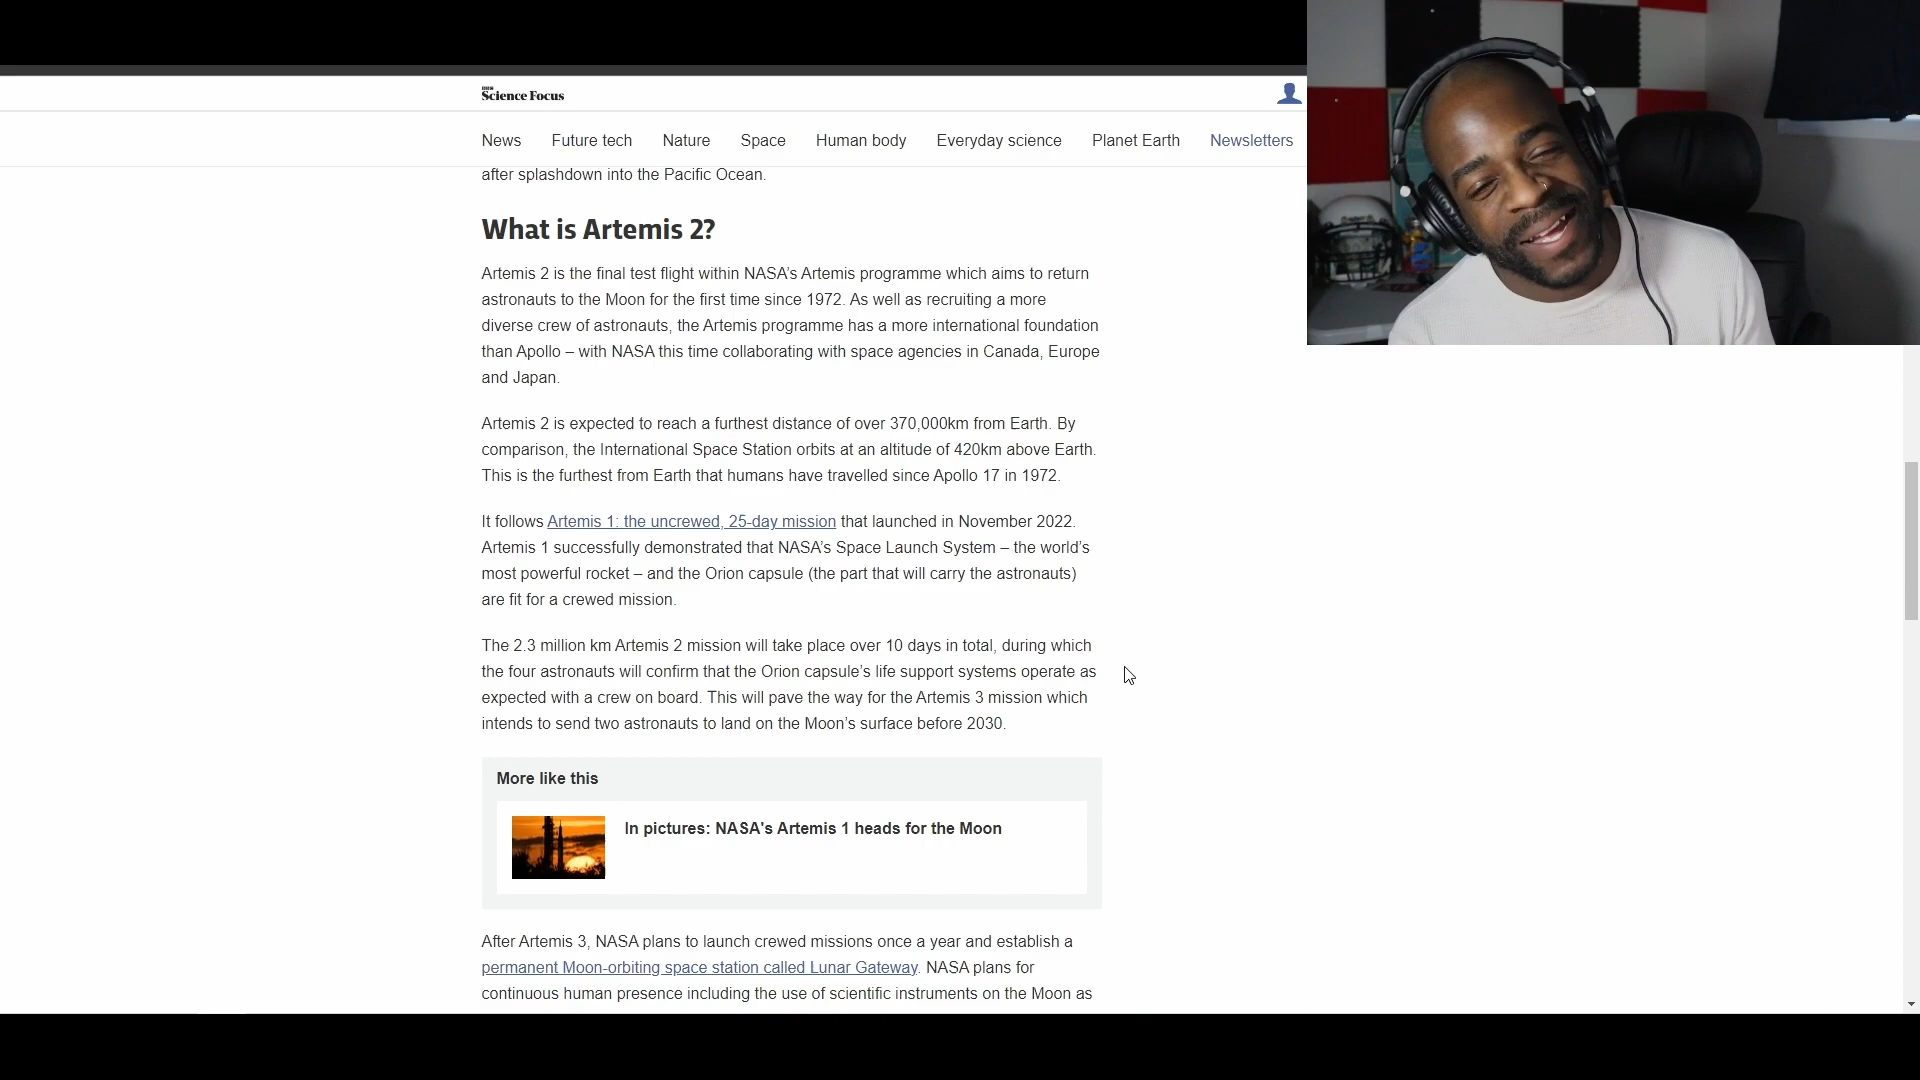 BBC
Science Focus
News Future tech Nature Space Human body Everyday science Planet Earth Newsletters
after splashdown into the Pacific Ocean.
What is Artemis 2?
Artemis 2 is the final test flight within NASA’s Artemis programme which aims to return
astronauts to the Moon for the first time since 1972. As well as recruiting a more
diverse crew of astronauts, the Artemis programme has a more international foundation
than Apollo – with NASA this time collaborating with space agencies in Canada, Europe
and Japan.
Artemis 2 is expected to reach a furthest distance of over 370,000km from Earth. By
comparison, the International Space Station orbits at an altitude of 420km above Earth.
This is the furthest from Earth that humans have travelled since Apollo 17 in 1972.
It follows Artemis 1: the uncrewed, 25-day mission that launched in November 2022.
Artemis 1 successfully demonstrated that NASA’s Space Launch System – the world’s
most powerful rocket – and the Orion capsule (the part that will carry the astronauts)
are fit for a crewed mission.
The 2.3 million km Artemis 2 mission will take place over 10 days in total, during which
the four astronauts will confirm that the Orion capsule’s life support systems operate as
expected with a crew on board. This will pave the way for the Artemis 3 mission which
intends to send two astronauts to land on the Moon’s surface before 2030.
More like this
In pictures: NASA's Artemis 1 heads for the Moon
After Artemis 3, NASA plans to launch crewed missions once a year and establish a
permanent Moon-orbiting space station called Lunar Gateway. NASA plans for
continuous human presence including the use of scientific instruments on the Moon as